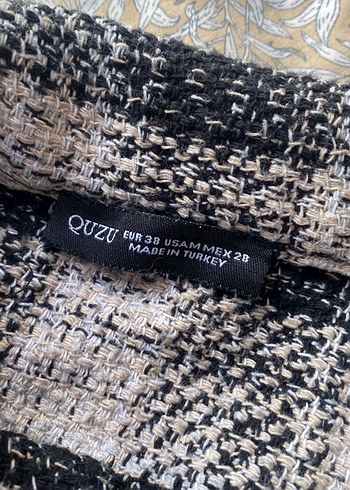 QUZU EUR 38 USA M MEX 28
MADE IN TURKEY